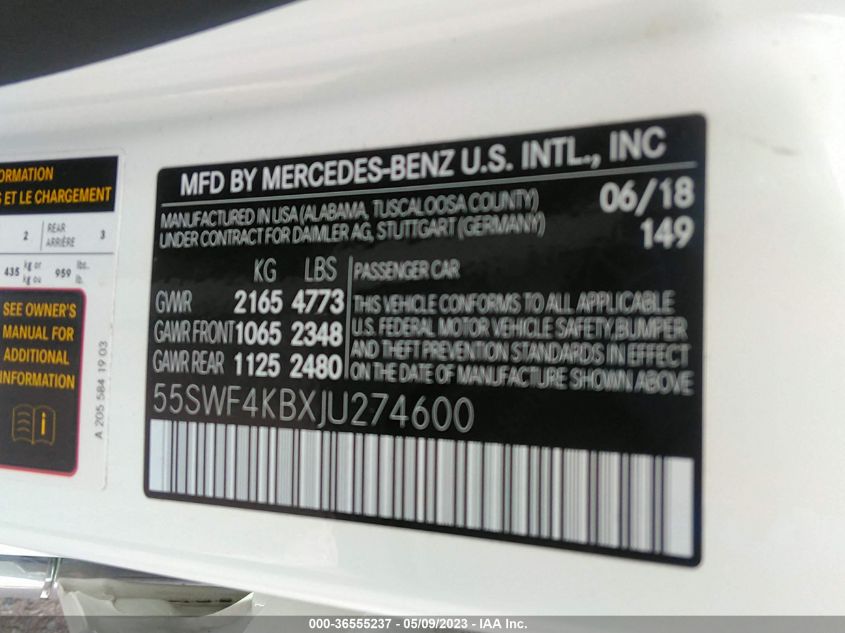 ORMATION
S ET LE CHARGEMENT
2 REAR ARRIÈRE 3
435 kg or kg ou 959 lbs. lb.
SEE OWNER'S
MANUAL FOR
ADDITIONAL
INFORMATION
A 205 584 19 03
MFD BY MERCEDES-BENZ U.S. INTL., INC
MANUFACTURED IN USA (ALABAMA, TUSCALOOSA COUNTY) 06/18
UNDER CONTRACT FOR DAIMLER AG, STUTTGART (GERMANY) 149
KG LBS PASSENGER CAR
GVWR 2165 4773
GAWR FRONT 1065 2348
GAWR REAR 1125 2480
THIS VEHICLE CONFORMS TO ALL APPLICABLE
U.S. FEDERAL MOTOR VEHICLE SAFETY, BUMPER
AND THEFT PREVENTION STANDARDS IN EFFECT
ON THE DATE OF MANUFACTURE SHOWN ABOVE
55SWF4KBXJU274600
000-36555237 - 05/09/2023 - IAA Inc.